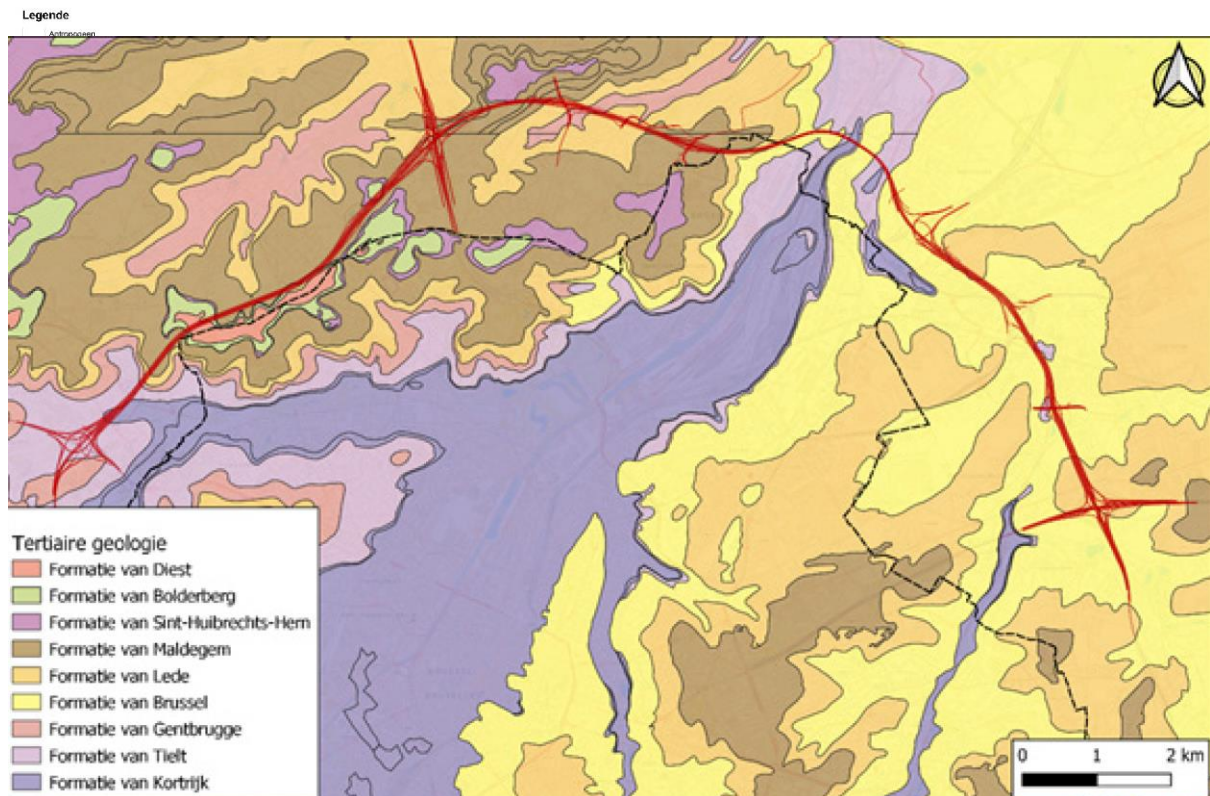 Legende
Antropogeen
Tertiaire geologie
Formatie van Diest
Formatie van Bolderberg
Formatie van Sint-Huibrechts-Hern
Formatie van Maldegem
Formatie van Lede
Formatie van Brussel
Formatie van Gentbrugge
Formatie van Tielt
Formatie van Kortrijk
0 1 2 km